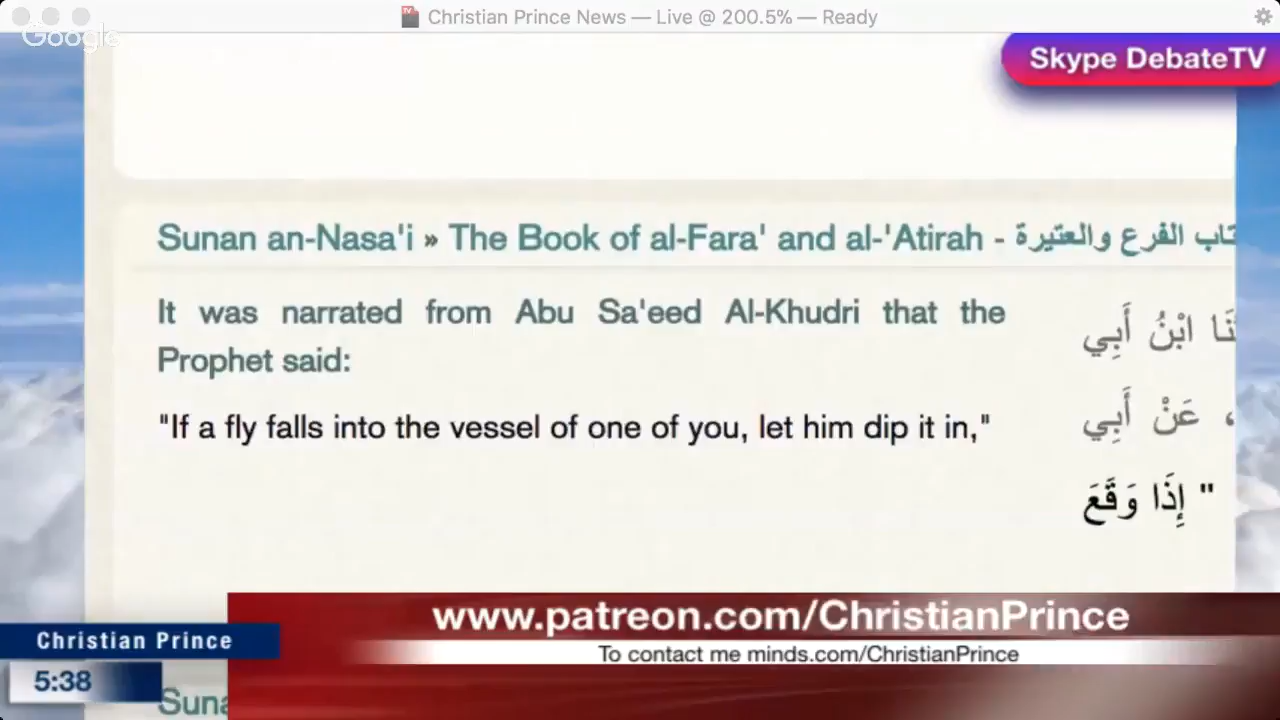 Christian Prince News — Live @ 200.5% — Ready
Google
Skype DebateTV
Sunan an-Nasa'i » The Book of al-Fara' and al-'Atirah - تاب الفرع والعتيرة
It was narrated from Abu Sa'eed Al-Khudri that the
Prophet said:
"If a fly falls into the vessel of one of you, let him dip it in,"
نَا ابْنُ أَبِي
، عَنْ أَبِي
" إِذَا وَقَعَ
www.patreon.com/ChristianPrince
To contact me minds.com/ChristianPrince
Christian Prince
5:38